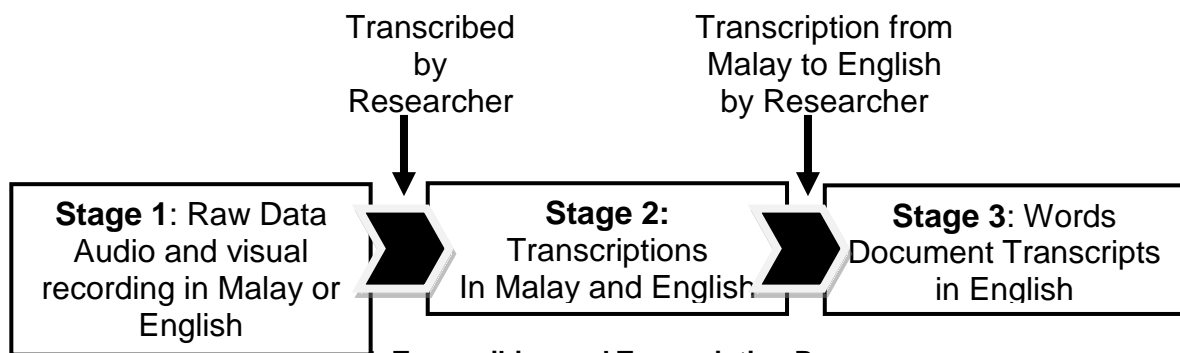 Transcribed
by
Researcher
Transcription from
Malay to English
by Researcher
Stage 1: Raw Data
Audio and visual
recording in Malay or
English
Stage 2:
Transcriptions
In Malay and English
Stage 3: Words
Document Transcripts
in English